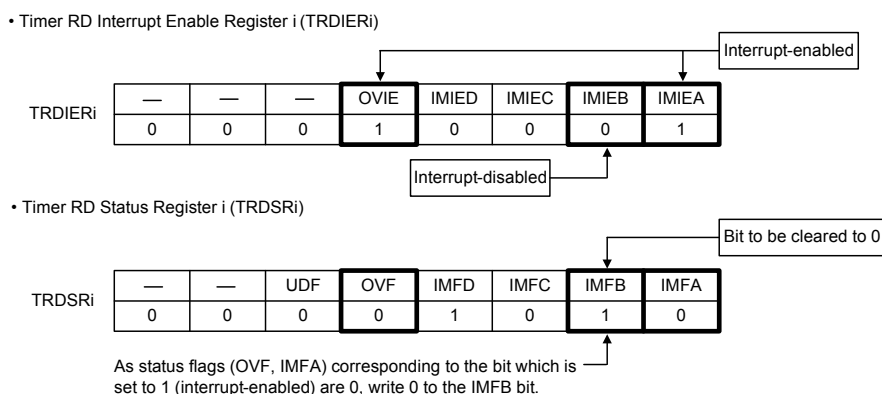 • Timer RD Interrupt Enable Register i (TRDIERi)
Interrupt-enabled
TRDIERi
— — — OVIE IMIED IMIEC IMIEB IMIEA
0 0 0 1 0 0 0 1
Interrupt-disabled
• Timer RD Status Register i (TRDSRi)
Bit to be cleared to 0
TRDSRi
— — UDF OVF IMFD IMFC IMFB IMFA
0 0 0 0 1 0 1 0
As status flags (OVF, IMFA) corresponding to the bit which is
set to 1 (interrupt-enabled) are 0, write 0 to the IMFB bit.